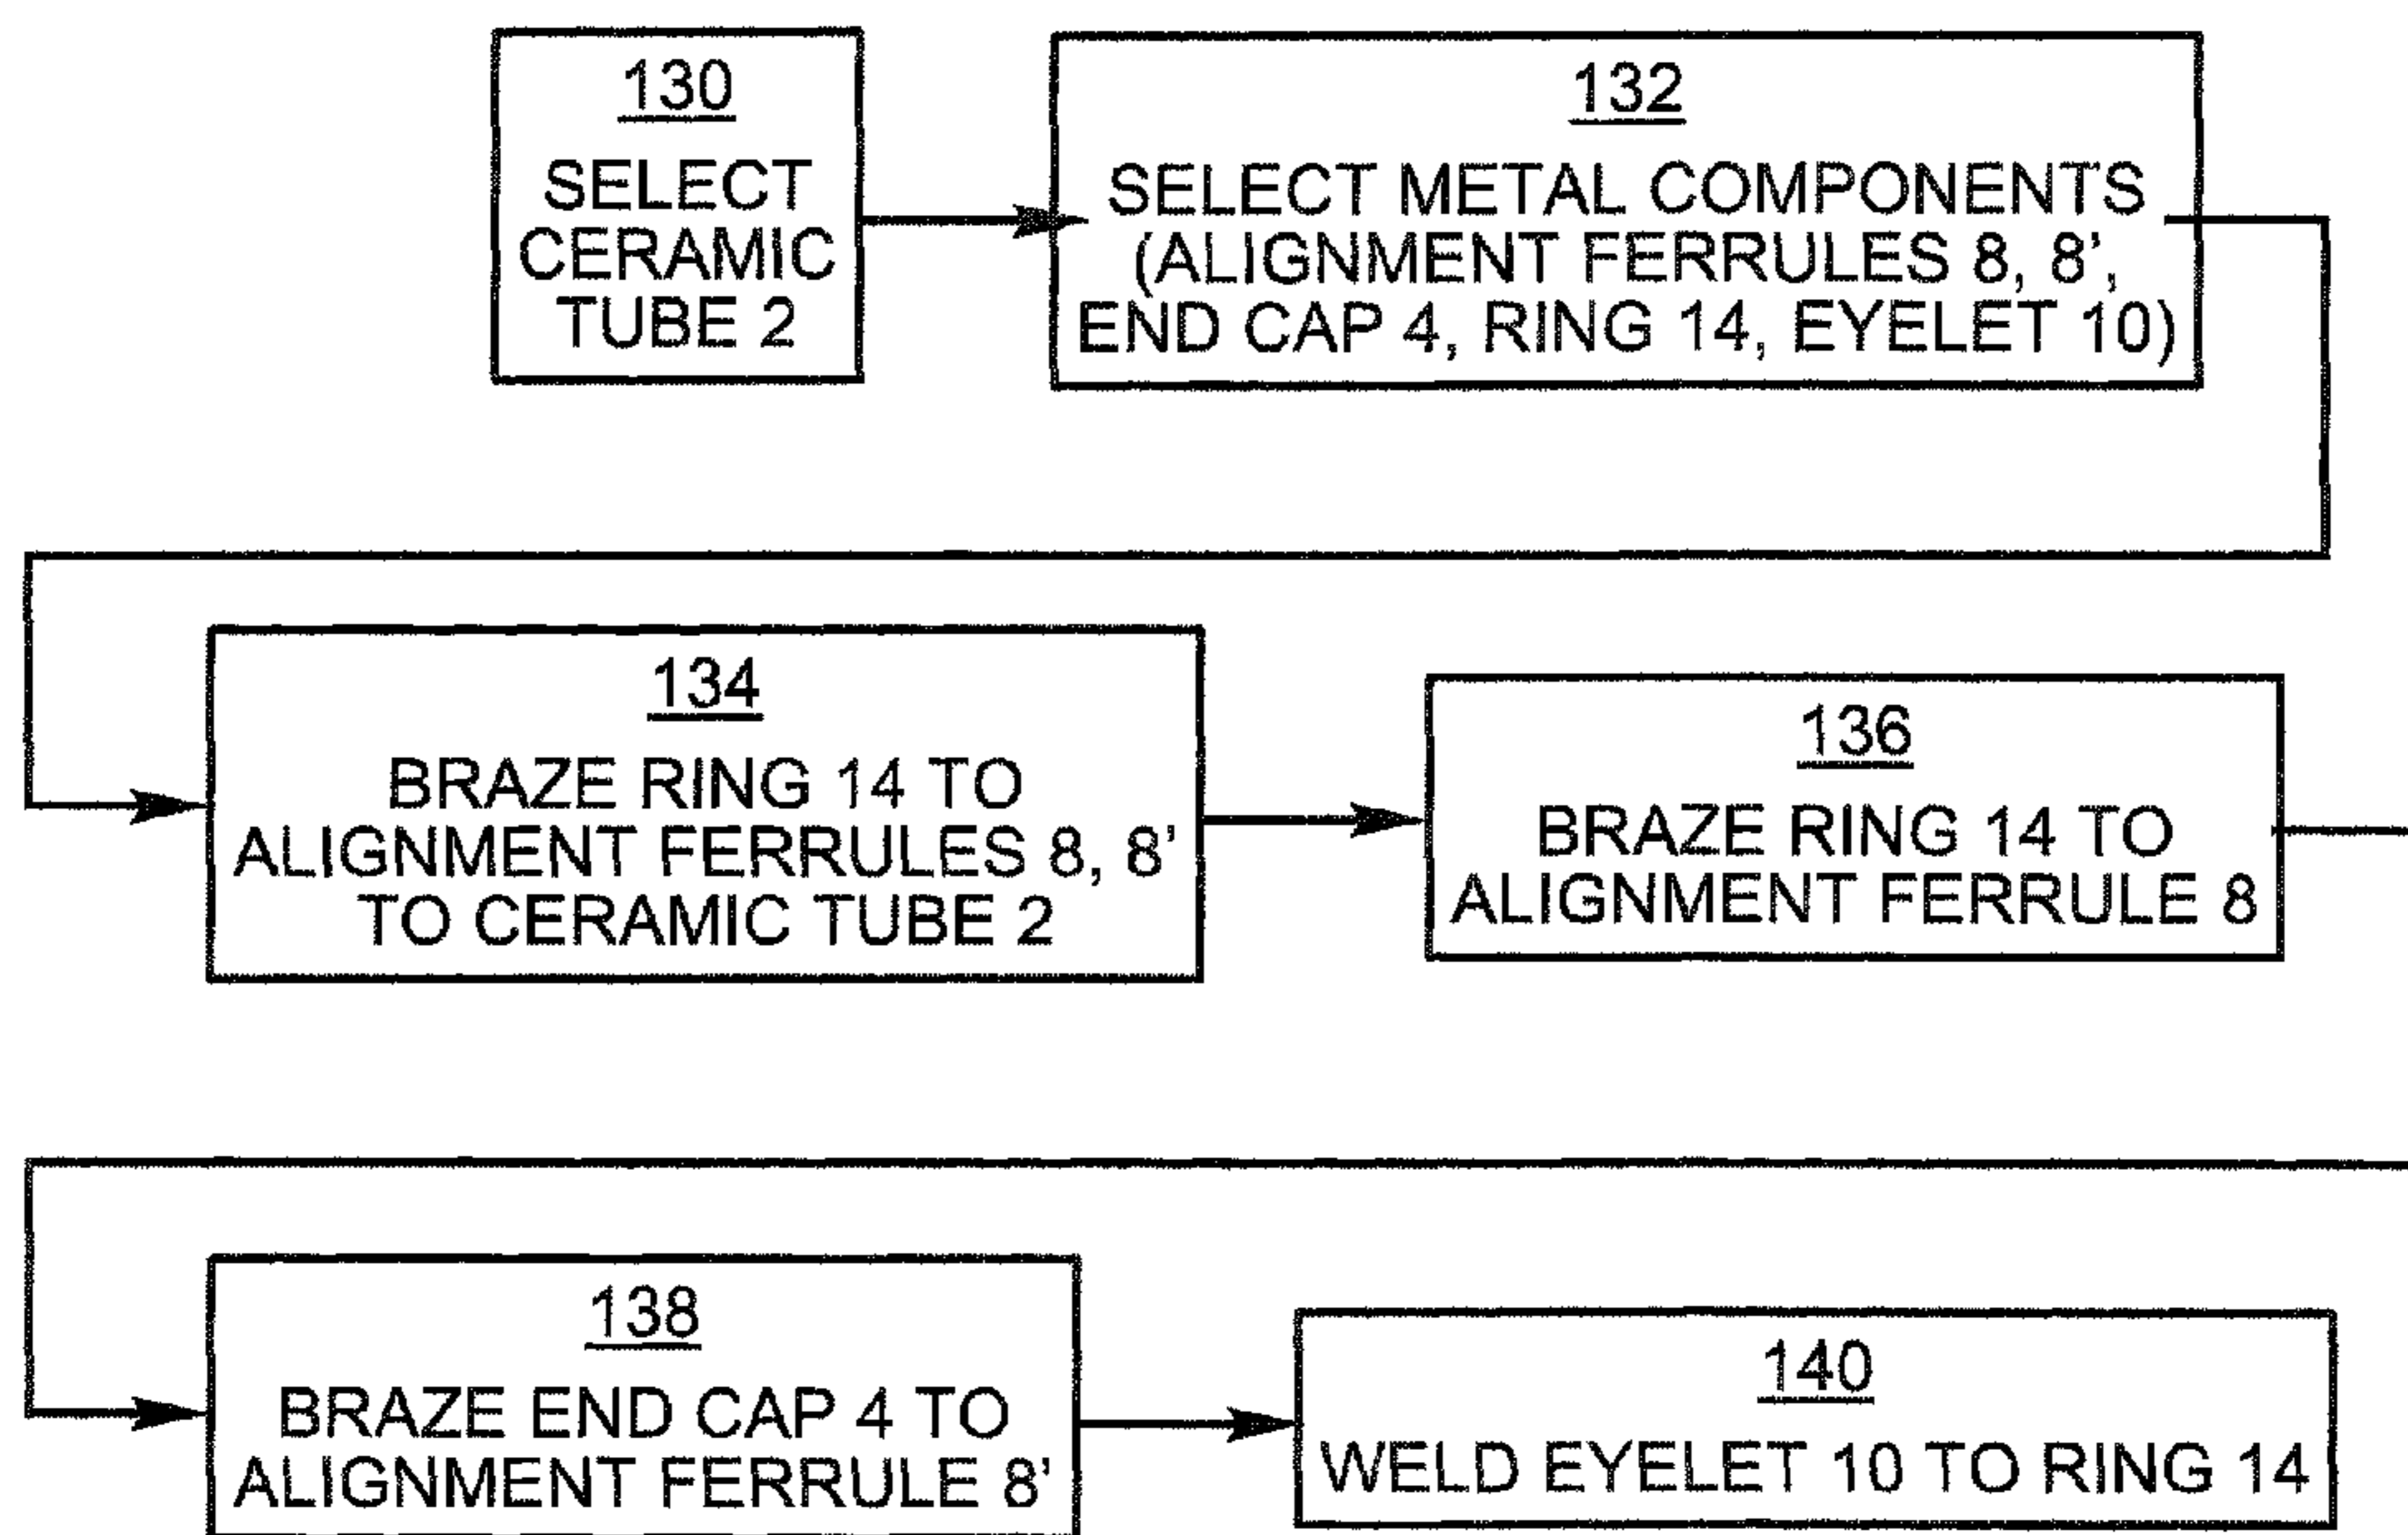 130
SELECT
CERAMIC
TUBE 2
132
SELECT METAL COMPONENTS
(ALIGNMENT FERRULES 8, 8',
END CAP 4, RING 14, EYELET 10)
134
BRAZE RING 14 TO
ALIGNMENT FERRULES 8, 8'
TO CERAMIC TUBE 2
136
BRAZE RING 14 TO
ALIGNMENT FERRULE 8
138
BRAZE END CAP 4 TO
ALIGNMENT FERRULE 8'
140
WELD EYELET 10 TO RING 14